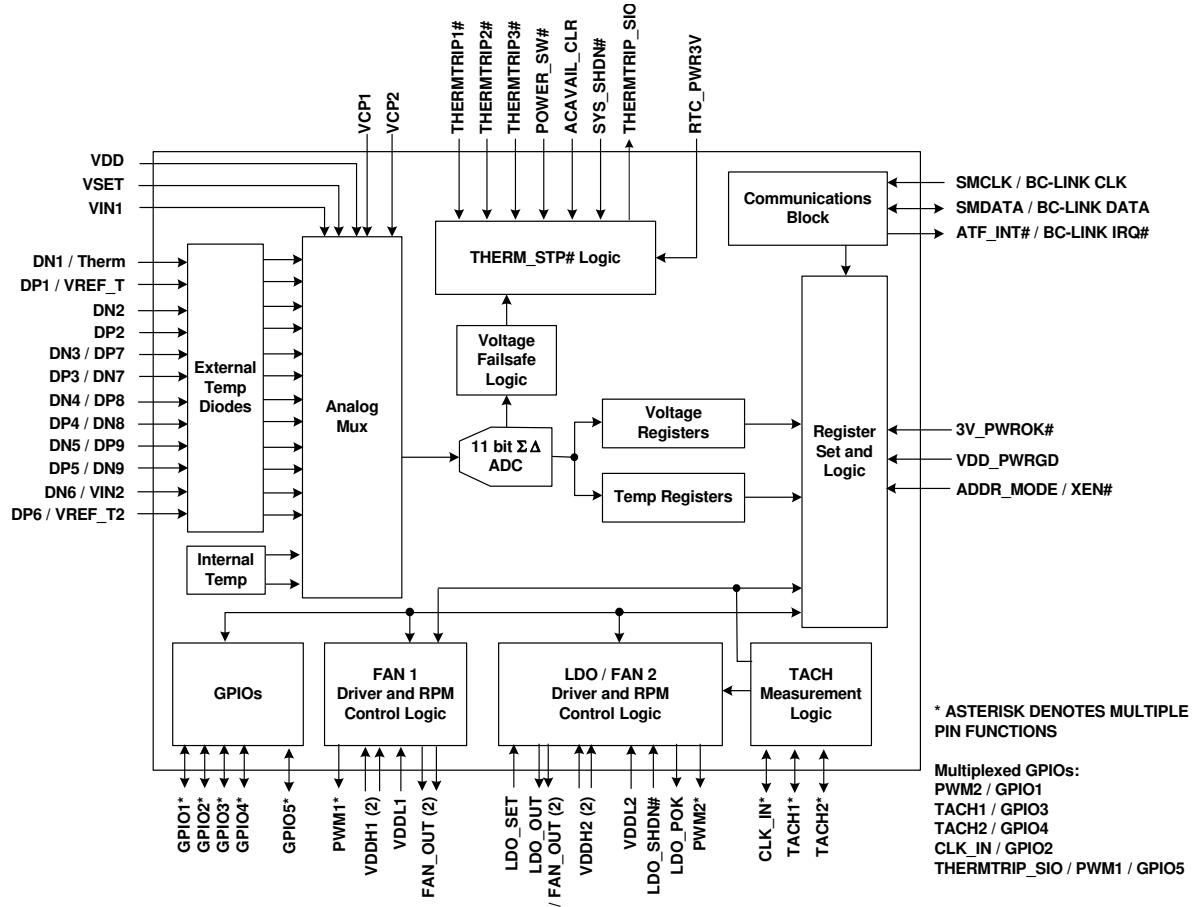 THERMTRIP1#
THERMTRIP2#
THERMTRIP3#
POWER_SW#
ACAVAIL_CLR
SYS_SHDN#
THERMTRIP_SIO
RTC_PWR3V
VCP1
VCP2
VDD
VSET
VIN1
DN1 / Therm
DP1 / VREF_T
DN2
DP2
DN3 / DP7
DP3 / DN7
DN4 / DP8
DP4 / DN8
DN5 / DP9
DP5 / DN9
DN6 / VIN2
DP6 / VREF_T2
External
Temp
Diodes
Internal
Temp
Analog
Mux
THERM_STP# Logic
Voltage
Failsafe
Logic
11 bit Σ Δ
ADC
Voltage
Registers
Temp Registers
Communications
Block
Register
Set and
Logic
SMCLK / BC-LINK CLK
SMDATA / BC-LINK DATA
ATF_INT# / BC-LINK IRQ#
3V_PWROK#
VDD_PWRGD
ADDR_MODE / XEN#
GPIOs
FAN 1
Driver and RPM
Control Logic
LDO / FAN 2
Driver and RPM
Control Logic
TACH
Measurement
Logic
GPIO1*
GPIO2*
GPIO3*
GPIO4*
GPIO5*
PWM1*
VDDH1 (2)
VDDL1
FAN_OUT (2)
LDO_SET
LDO_OUT
/ FAN_OUT (2)
VDDH2 (2)
VDDL2
LDO_SHDN#
LDO_POK
PWM2*
CLK_IN*
TACH1*
TACH2*
* ASTERISK DENOTES MULTIPLE
PIN FUNCTIONS
Multiplexed GPIOs:
PWM2 / GPIO1
TACH1 / GPIO3
TACH2 / GPIO4
CLK_IN / GPIO2
THERMTRIP_SIO / PWM1 / GPIO5